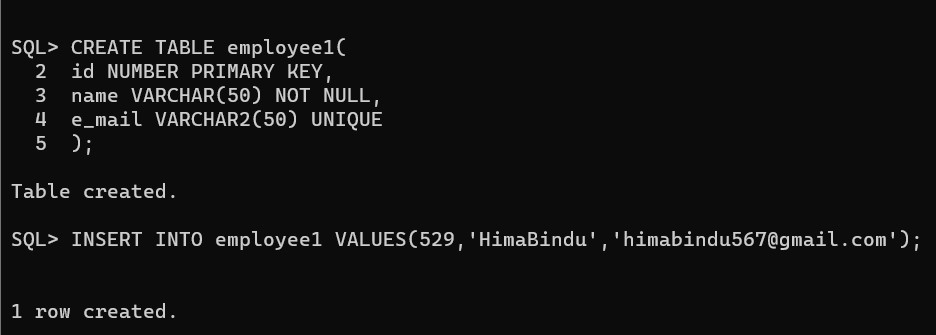 SQL> CREATE TABLE employee1(
  2  id NUMBER PRIMARY KEY,
  3  name VARCHAR(50) NOT NULL,
  4  e_mail VARCHAR2(50) UNIQUE
  5  );
Table created.
SQL> INSERT INTO employee1 VALUES(529,'HimaBindu','himabindu567@gmail.com');
1 row created.